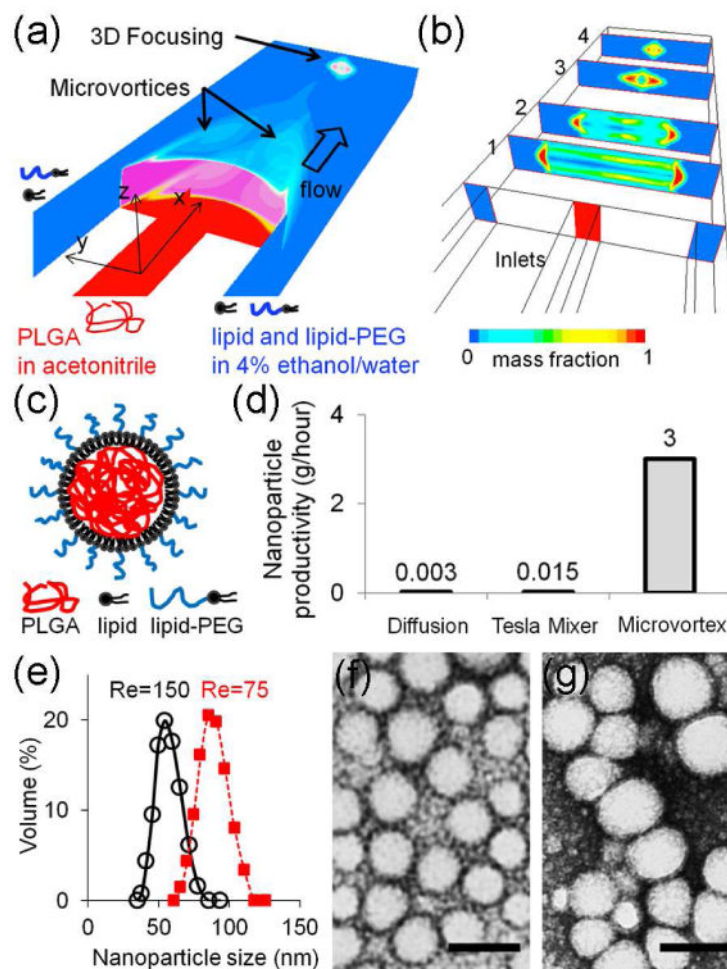 (a)
3D Focusing
Microvortices
flow
z
x
y
PLGA
in acetonitrile
lipid and lipid-PEG
in 4% ethanol/water
(b)
4
3
2
1
Inlets
0 1
mass fraction
(c)
PLGA lipid lipid-PEG
(d)
Nanoparticle
productivity (g/hour)
4
2
0
0.003
0.015
3
Diffusion Tesla Mixer Microvortex
(e)
Re=150 Re=75
Volume (%)
20
10
0
0 50 100 150
Nanoparticle size (nm)
(f)
(g)